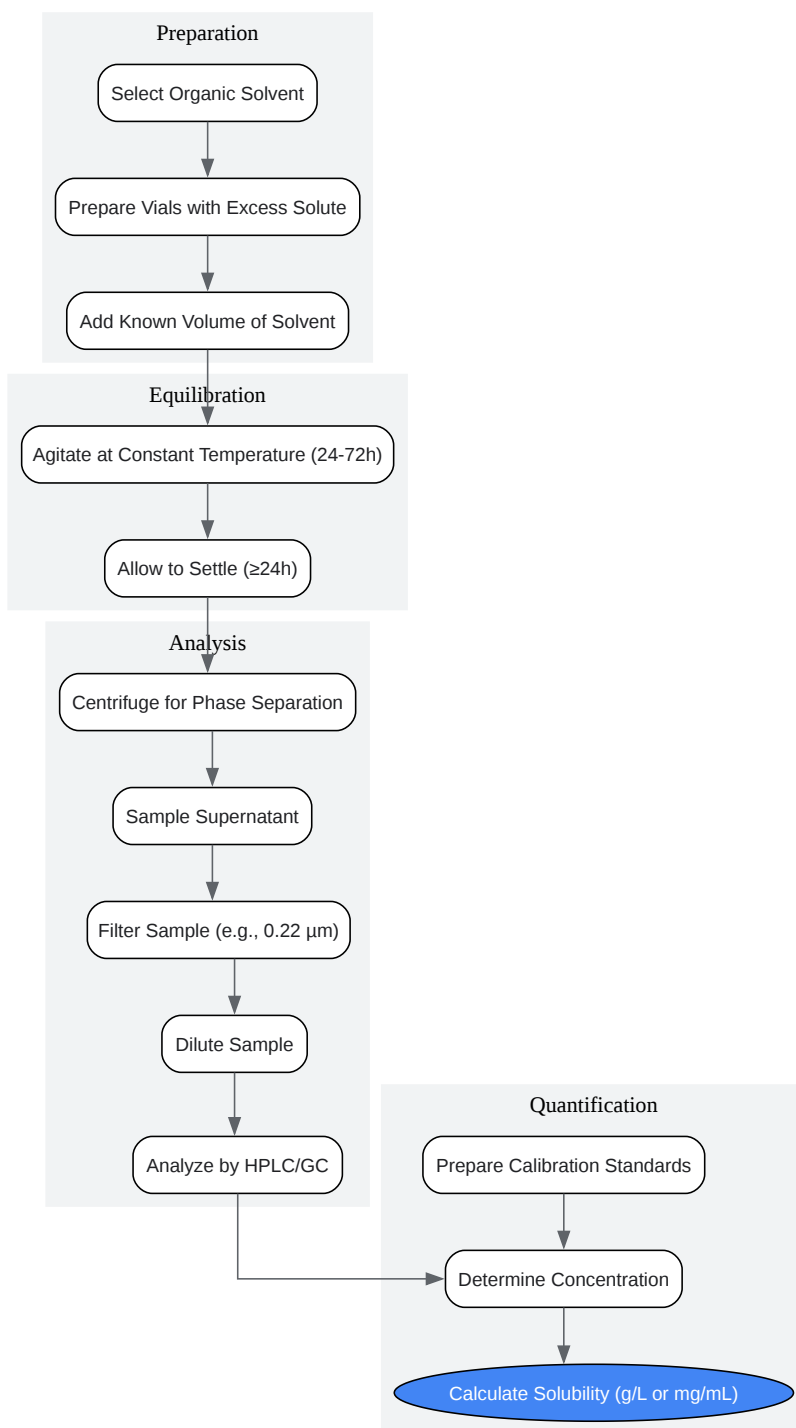 Preparation
Select Organic Solvent
Prepare Vials with Excess Solute
Add Known Volume of Solvent
Equilibration
Agitate at Constant Temperature (24-72h)
Allow to Settle (≥24h)
Analysis
Centrifuge for Phase Separation
Sample Supernatant
Filter Sample (e.g., 0.22 µm)
Dilute Sample
Analyze by HPLC/GC
Quantification
Prepare Calibration Standards
Determine Concentration
Calculate Solubility (g/L or mg/mL)